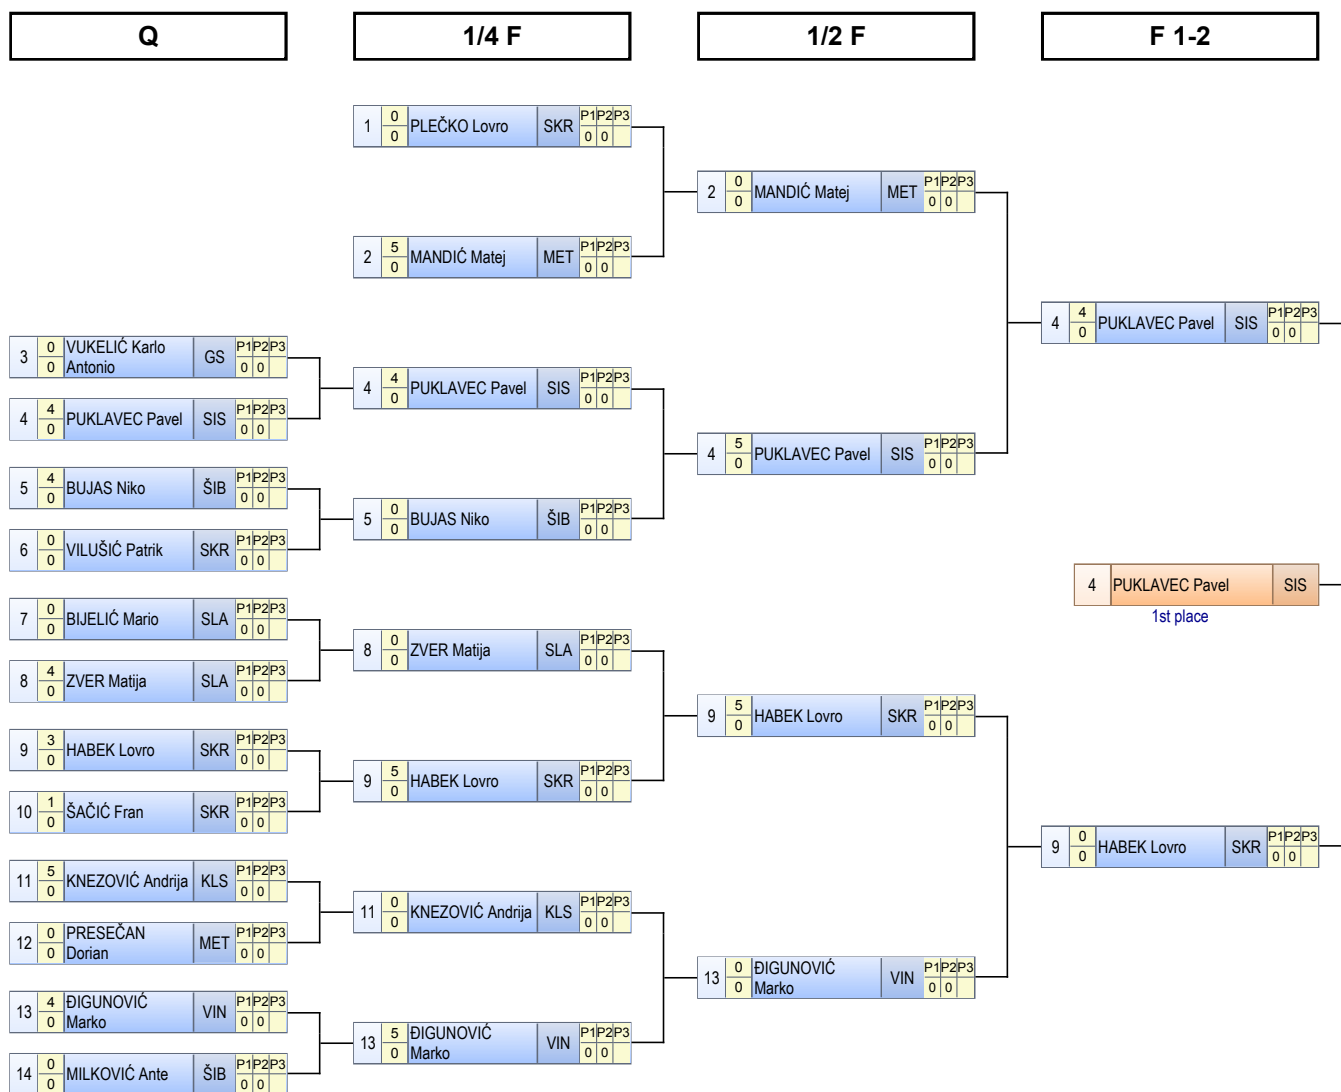 Q 1/4 F 1/2 F F 1-2
1 0 0 PLEČKO Lovro SKR P1 P2 P3 0 0
2 0 0 MANDIĆ Matej MET P1 P2 P3 0 0
2 5 0 MANDIĆ Matej MET P1 P2 P3 0 0
4 4 0 PUKLAVEC Pavel SIS P1 P2 P3 0 0
3 0 0 VUKELIĆ Karlo
Antonio GS P1 P2 P3 0 0
4 4 0 PUKLAVEC Pavel SIS P1 P2 P3 0 0
4 4 0 PUKLAVEC Pavel SIS P1 P2 P3 0 0
4 5 0 PUKLAVEC Pavel SIS P1 P2 P3 0 0
5 4 0 BUJAS Niko ŠIB P1 P2 P3 0 0
5 0 0 BUJAS Niko ŠIB P1 P2 P3 0 0
6 0 0 VILUŠIĆ Patrik SKR P1 P2 P3 0 0
4 PUKLAVEC Pavel SIS
1st place
7 0 0 BIJELIĆ Mario SLA P1 P2 P3 0 0
8 0 0 ZVER Matija SLA P1 P2 P3 0 0
8 4 0 ZVER Matija SLA P1 P2 P3 0 0
9 5 0 HABEK Lovro SKR P1 P2 P3 0 0
9 3 0 HABEK Lovro SKR P1 P2 P3 0 0
9 5 0 HABEK Lovro SKR P1 P2 P3 0 0
10 1 0 ŠAČIĆ Fran SKR P1 P2 P3 0 0
9 0 0 HABEK Lovro SKR P1 P2 P3 0 0
11 5 0 KNEZOVIĆ Andrija KLS P1 P2 P3 0 0
11 0 0 KNEZOVIĆ Andrija KLS P1 P2 P3 0 0
12 0 0 PRESEČAN
Dorian MET P1 P2 P3 0 0
13 0 0 ĐIGUNOVIĆ
Marko VIN P1 P2 P3 0 0
13 4 0 ĐIGUNOVIĆ
Marko VIN P1 P2 P3 0 0
13 5 0 ĐIGUNOVIĆ
Marko VIN P1 P2 P3 0 0
14 0 0 MILKOVIĆ Ante ŠIB P1 P2 P3 0 0